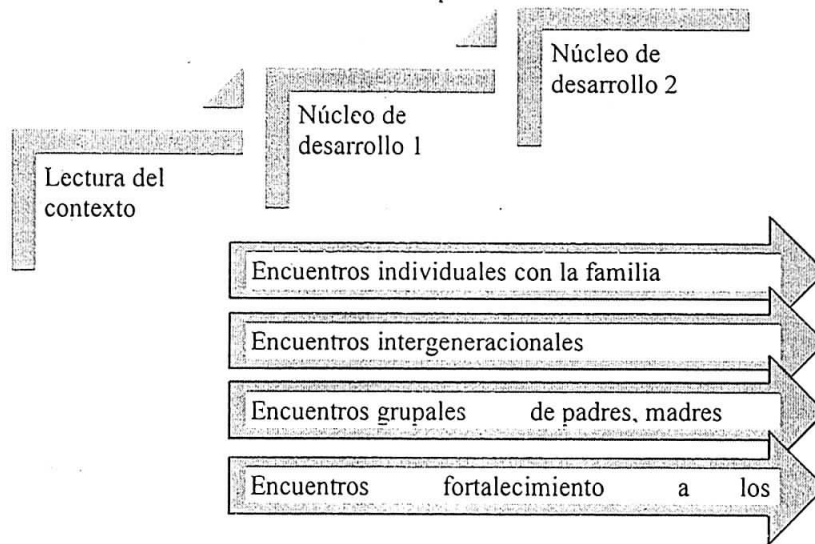 Núcleo de
desarrollo 2
Núcleo de
desarrollo 1
Lectura del
contexto
Encuentros individuales con la familia
Encuentros intergeneracionales
Encuentros grupales de padres, madres
Encuentros fortalecimiento a los